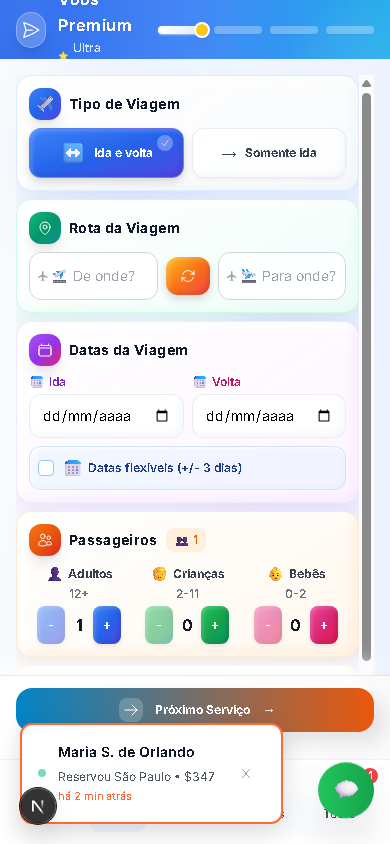 Voos
Premium
Ultra
Tipo de Viagem
Ida e volta
→ Somente ida
Rota da Viagem
De onde?
Para onde?
Datas da Viagem
Ida
Volta
dd/mm/aaaa
dd/mm/aaaa
Datas flexíveis (+/- 3 dias)
Passageiros
1
Adultos
Crianças
Bebês
12+
2-11
0-2
- 1 +
- 0 +
- 0 +
Próximo Serviço →
Maria S. de Orlando
Reservou São Paulo • $347
há 2 min atrás
N
1